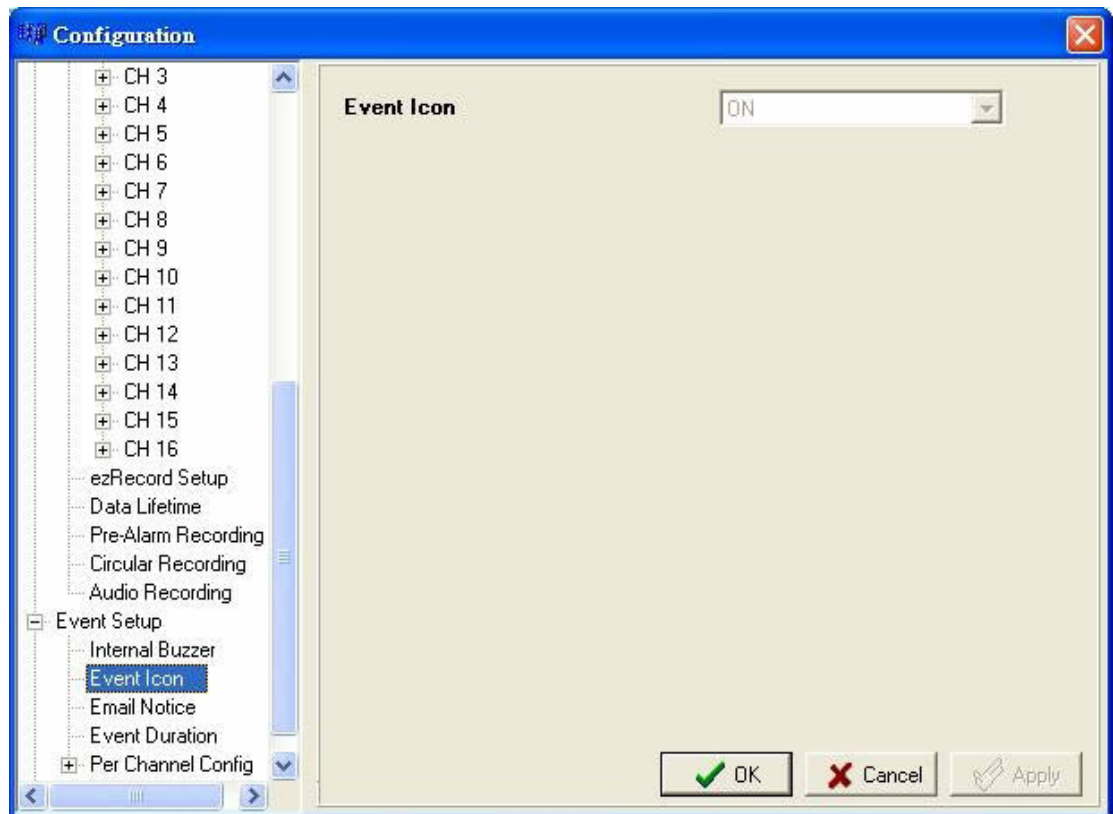 Configuration
CH 3
CH 4
CH 5
CH 6
CH 7
CH 8
CH 9
CH 10
CH 11
CH 12
CH 13
CH 14
CH 15
CH 16
ezRecord Setup
Data Lifetime
Pre-Alarm Recording
Circular Recording
Audio Recording
Event Setup
Internal Buzzer
Event Icon
Email Notice
Event Duration
Per Channel Config
Event Icon
ON
OK
Cancel
Apply